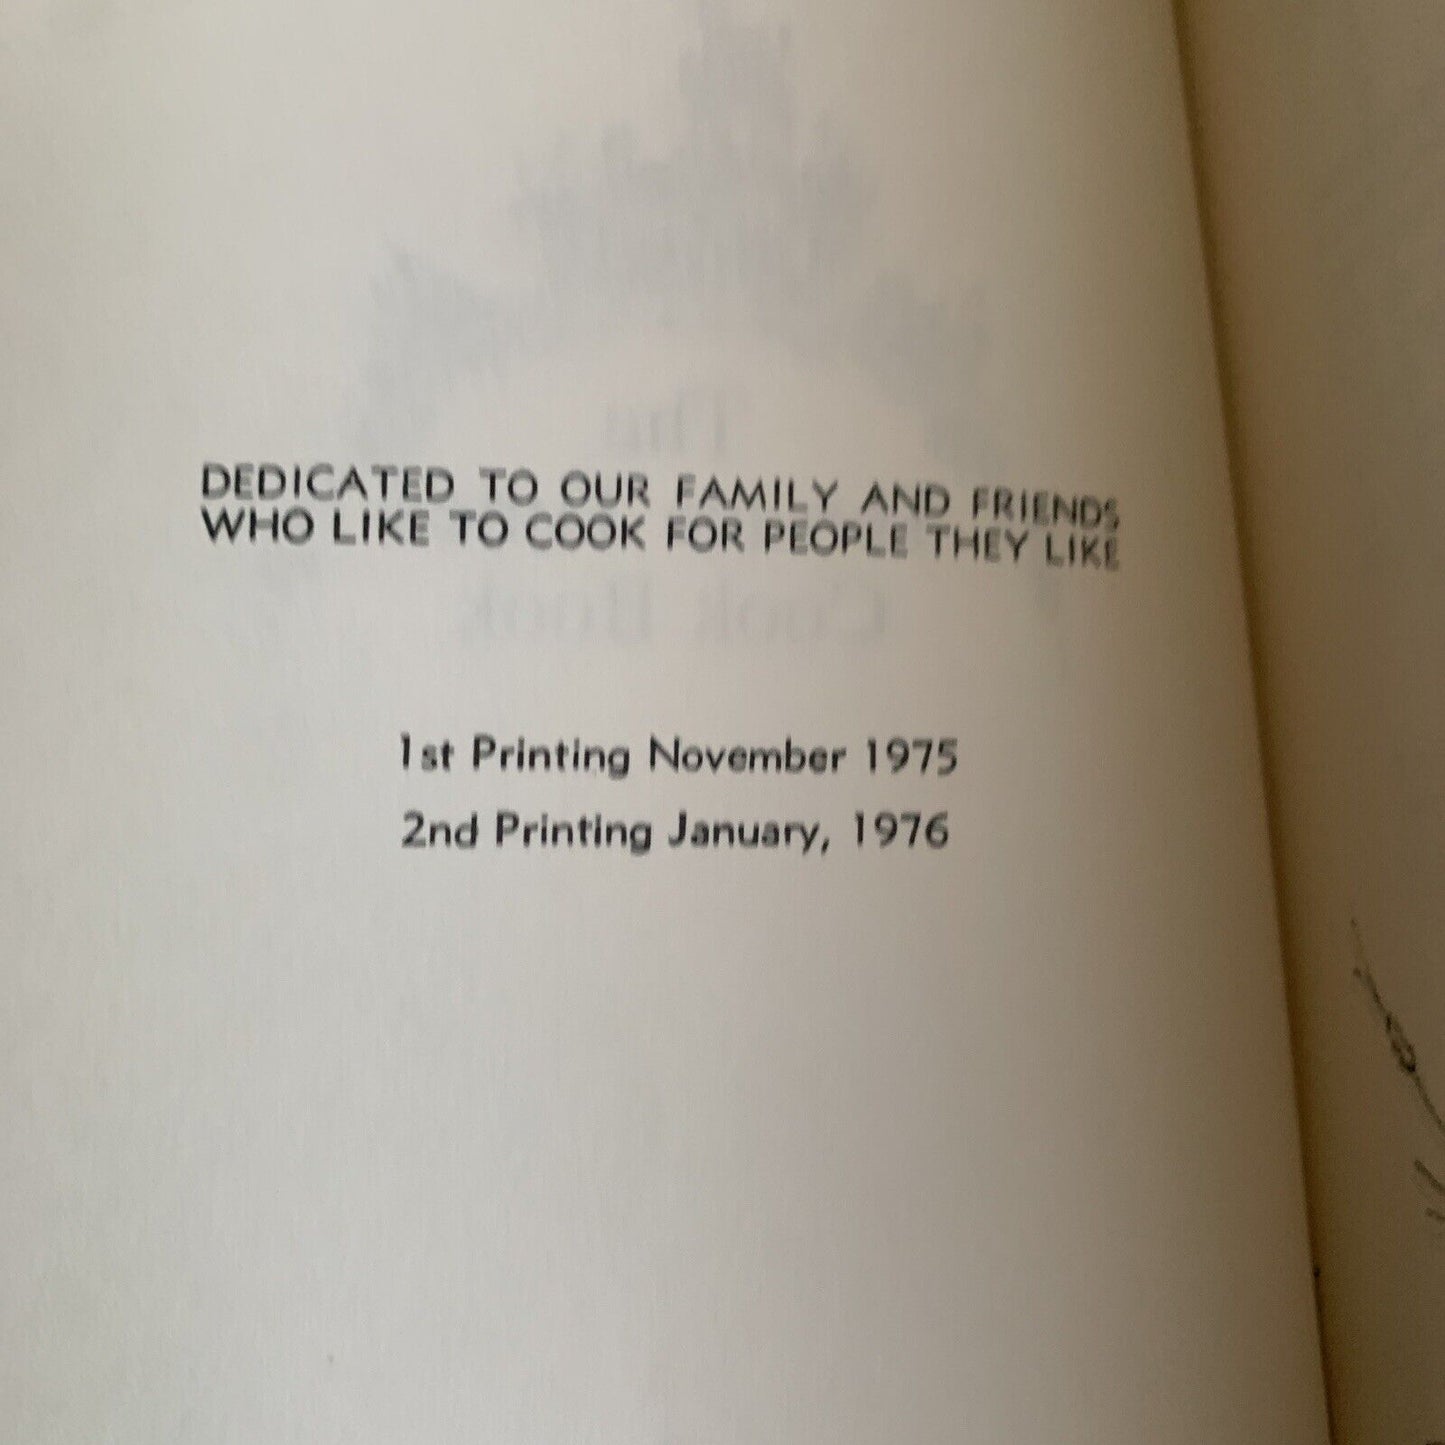 DEDICATED TO OUR FAMILY AND FRIENDS
WHO LIKE TO COOK FOR PEOPLE THEY LIKE
1st Printing November 1975
2nd Printing January, 1976